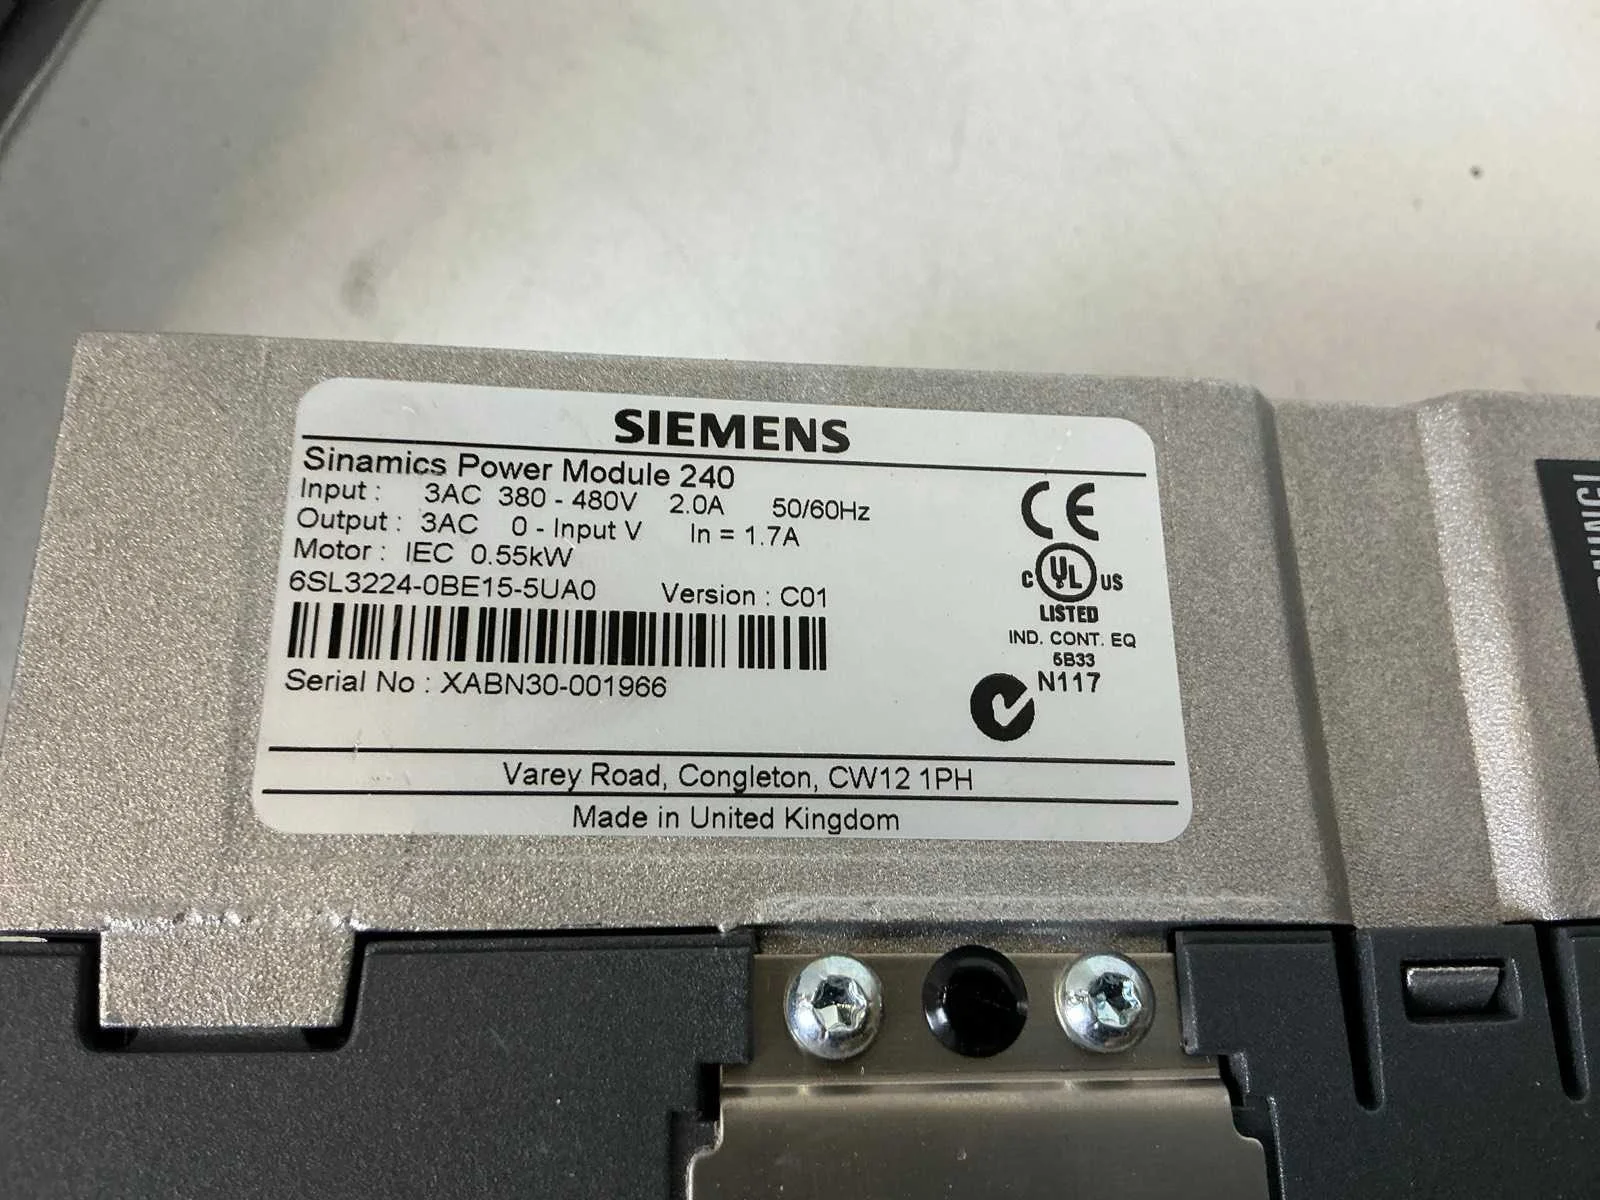 SIEMENS
Sinamics Power Module 240
Input : 3AC 380 - 480V 2.0A 50/60Hz
Output : 3AC 0 - Input V In = 1.7A
Motor : IEC 0.55kW
6SL3224-0BE15-5UA0 Version : C01
Serial No : XABN30-001966
CE
C UL US
LISTED
IND. CONT. EQ
5B33
N117
Varey Road, Congleton, CW12 1PH
Made in United Kingdom